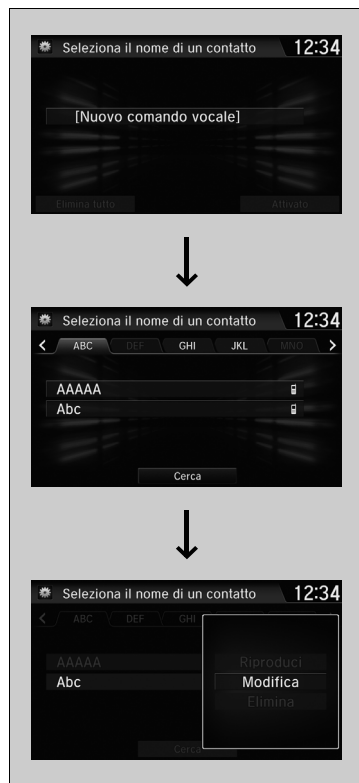 Seleziona il nome di un contatto 12:34
[Nuovo comando vocale]
Elimina tutto Attivato
Seleziona il nome di un contatto 12:34
< ABC DEF GHI JKL MNO >
AAAAA
Abc
Cerca
Seleziona il nome di un contatto 12:34
< ABC DEF GHI
AAAAA Riproduci
Abc Modifica
Elimina
Cerca